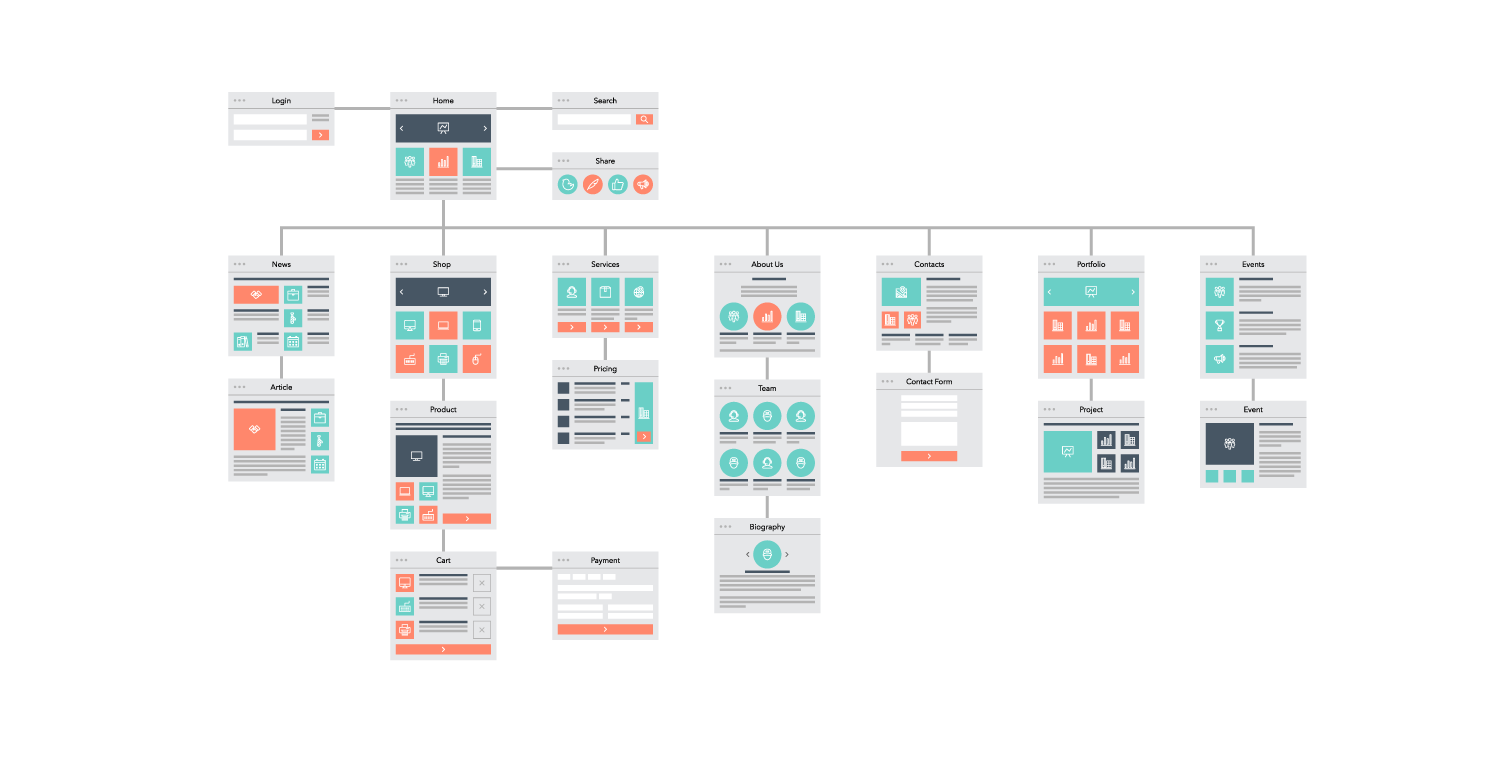 Login
Home
Search
Share
News
Shop
Services
About Us
Contacts
Portfolio
Events
Pricing
Article
Team
Contact Form
Product
Project
Event
Biography
Cart
Payment